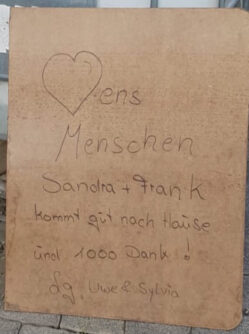 ♡ens
Menschen
Sandra + Frank
kommt gut nach Hause
und 1000 Dank!
Lg. Uwe & Sylvia